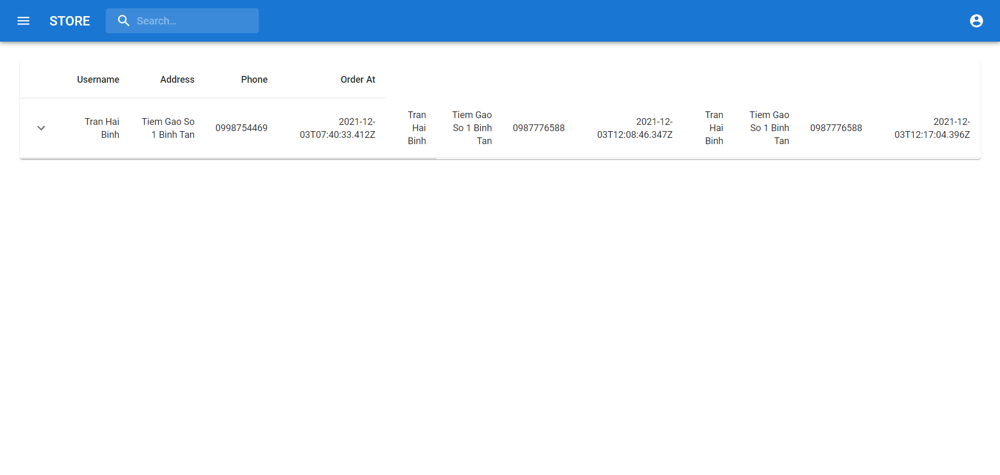 STORE
Search...
Username Address Phone Order At
Tran Hai Binh Tiem Gao So 1 Binh Tan 0998754469 2021-12-03T07:40:33.412Z Tran Hai Binh Tiem Gao So 1 Binh Tan 0987776588 2021-12-03T12:08:46.347Z Tran Hai Binh Tiem Gao So 1 Binh Tan 0987776588 2021-12-03T12:17:04.396Z